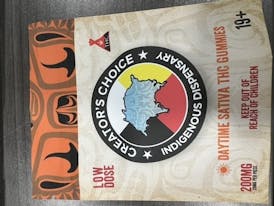 CREATOR'S CHOICE
INDIGENOUS DISPENSARY
LOW
DOSE
DAYTIME SATIVA THC GUMMIES
200MG
KEEP OUT OF
REACH OF CHILDREN
19+